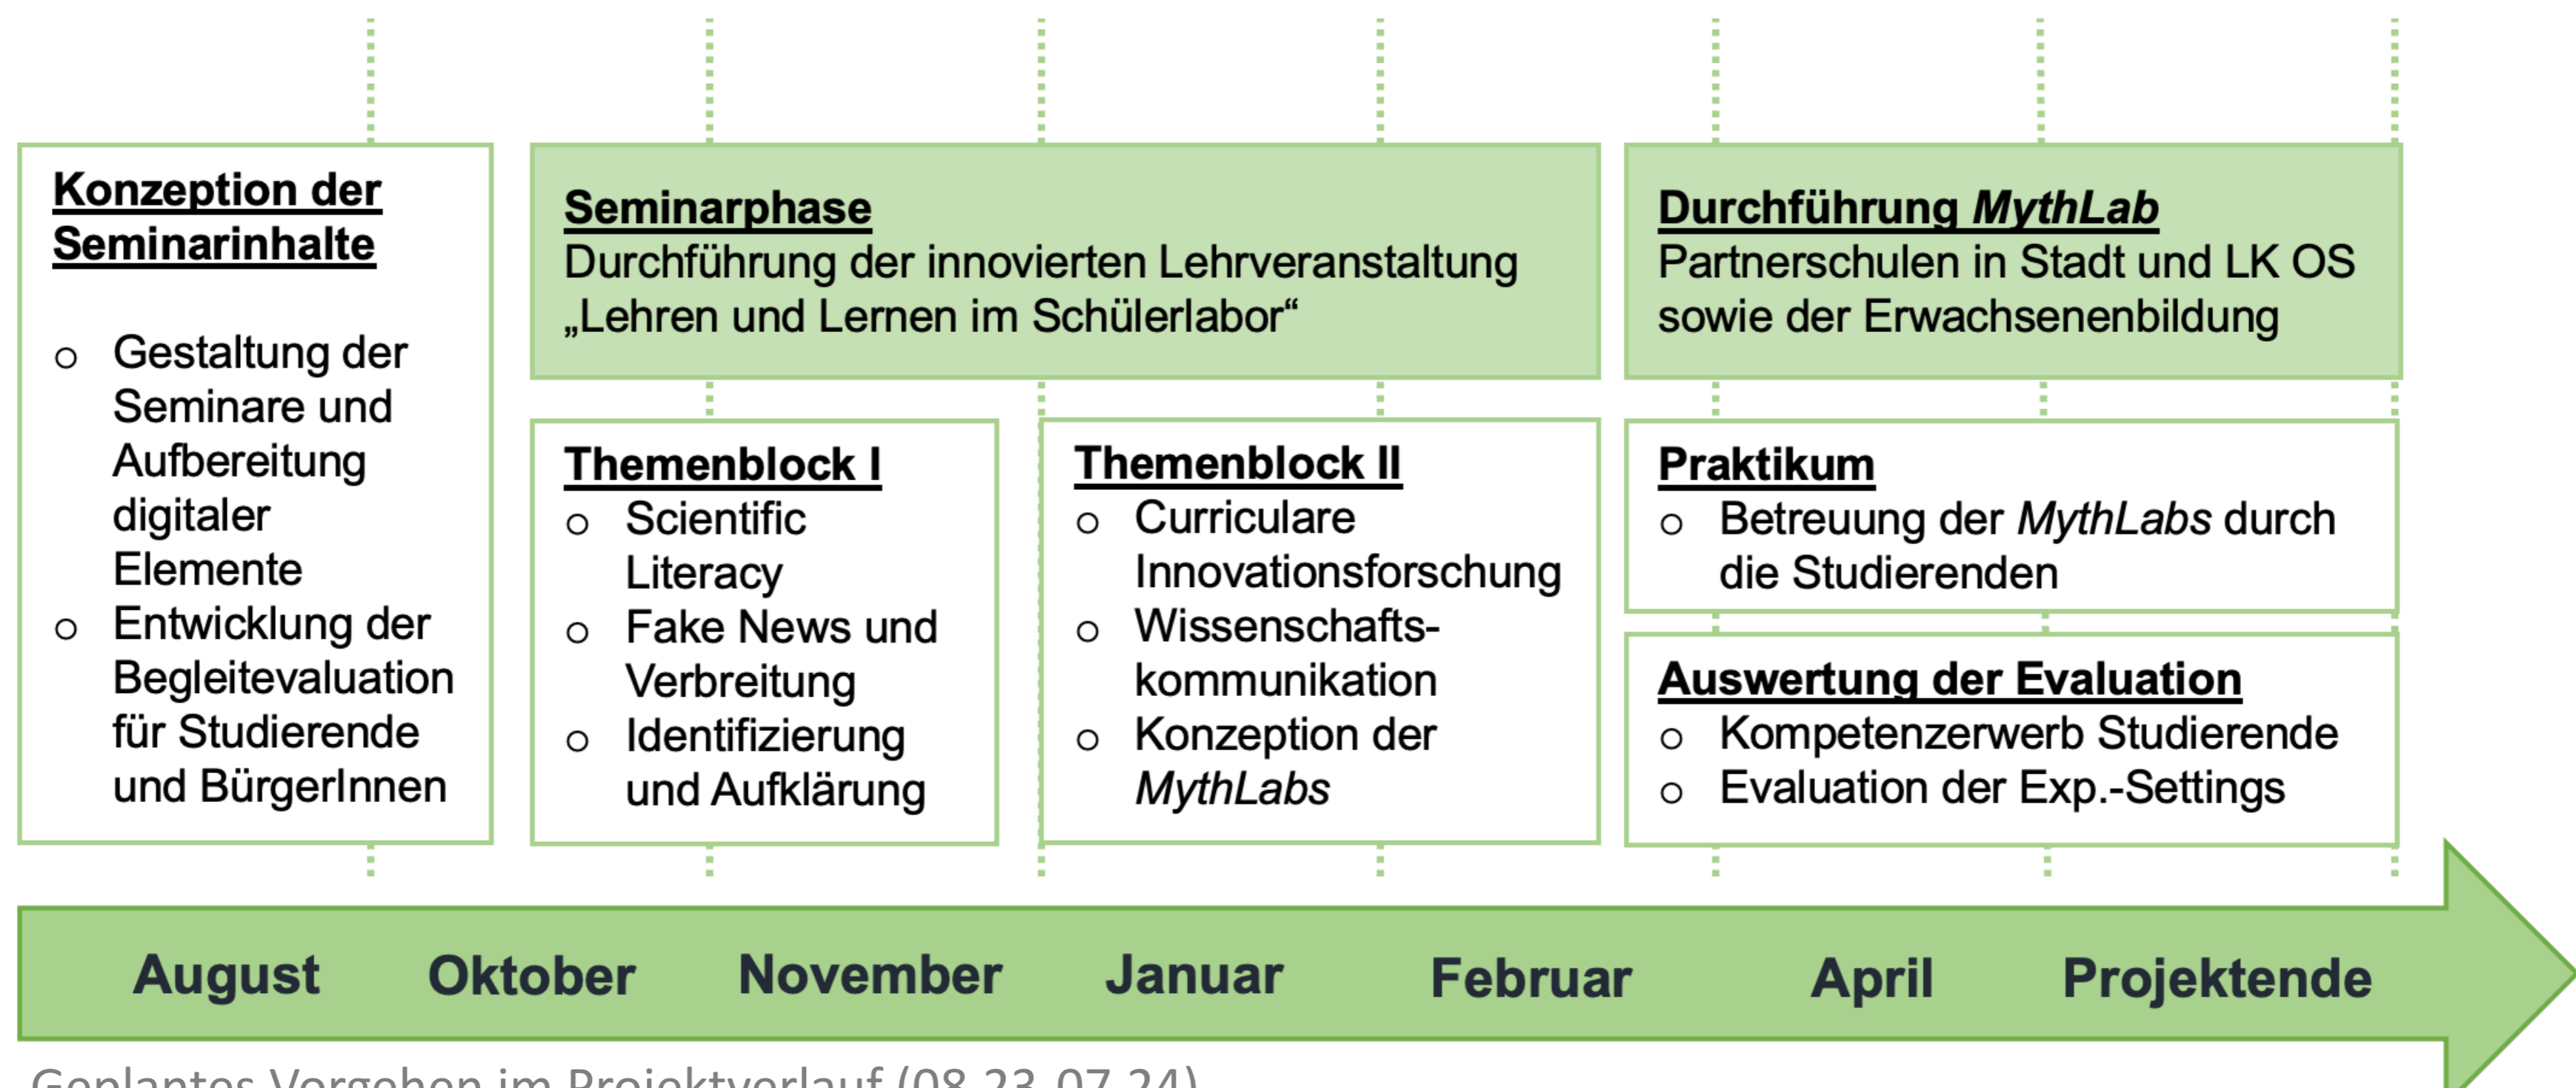 Konzeption der
Seminarinhalte
○ Gestaltung der
Seminare und
Aufbereitung
digitaler
Elemente
○ Entwicklung der
Begleitevaluation
für Studierende
und BürgerInnen
Seminarphase
Durchführung der innovierten Lehrveranstaltung
„Lehren und Lernen im Schülerlabor“
Themenblock I
○ Scientific
Literacy
○ Fake News und
Verbreitung
○ Identifizierung
und Aufklärung
Themenblock II
○ Curriculare
Innovationsforschung
○ Wissenschafts-
kommunikation
○ Konzeption der
MythLabs
Durchführung MythLab
Partnerschulen in Stadt und LK OS
sowie der Erwachsenenbildung
Praktikum
○ Betreuung der MythLabs durch
die Studierenden
Auswertung der Evaluation
○ Kompetenzerwerb Studierende
○ Evaluation der Exp.-Settings
August Oktober November Januar Februar April Projektende
Geplantes Vorgehen im Projektverlauf (08.23-07.24)